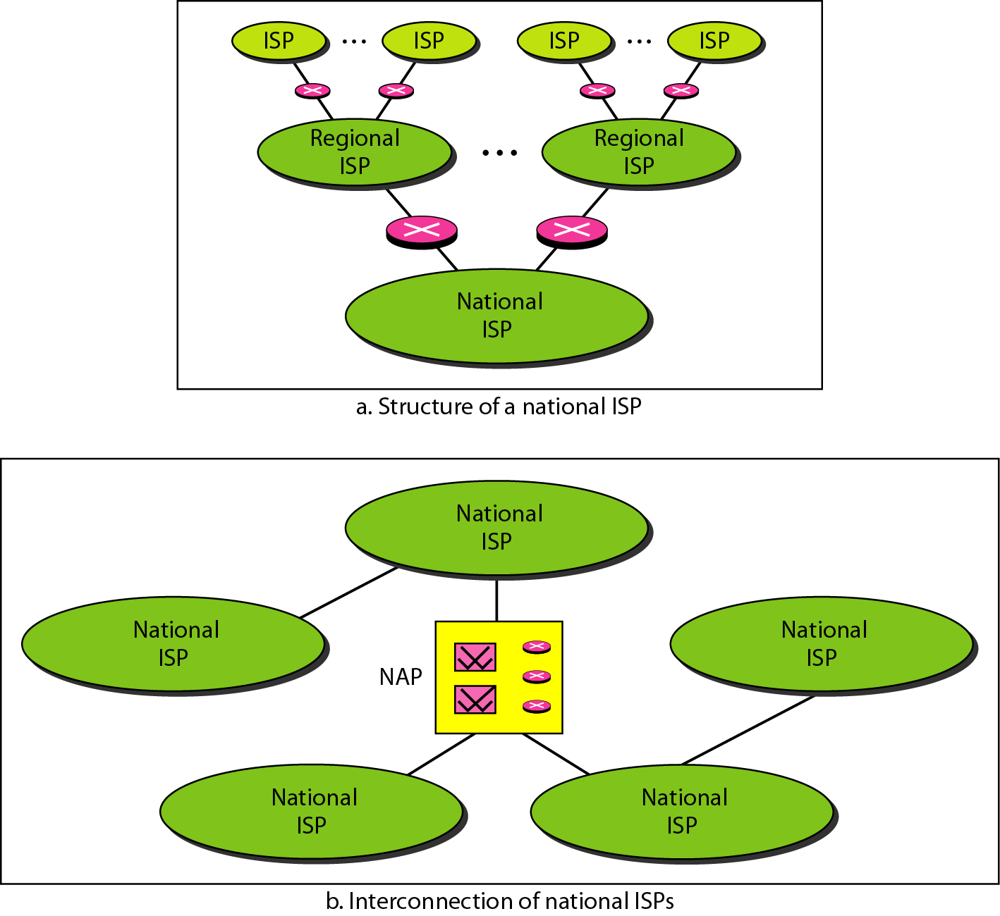 ISP ... ISP ISP ... ISP
Regional
ISP
...
Regional
ISP
National
ISP
a. Structure of a national ISP
National
ISP
National
ISP
National
ISP
NAP
National
ISP
National
ISP
b. Interconnection of national ISPs